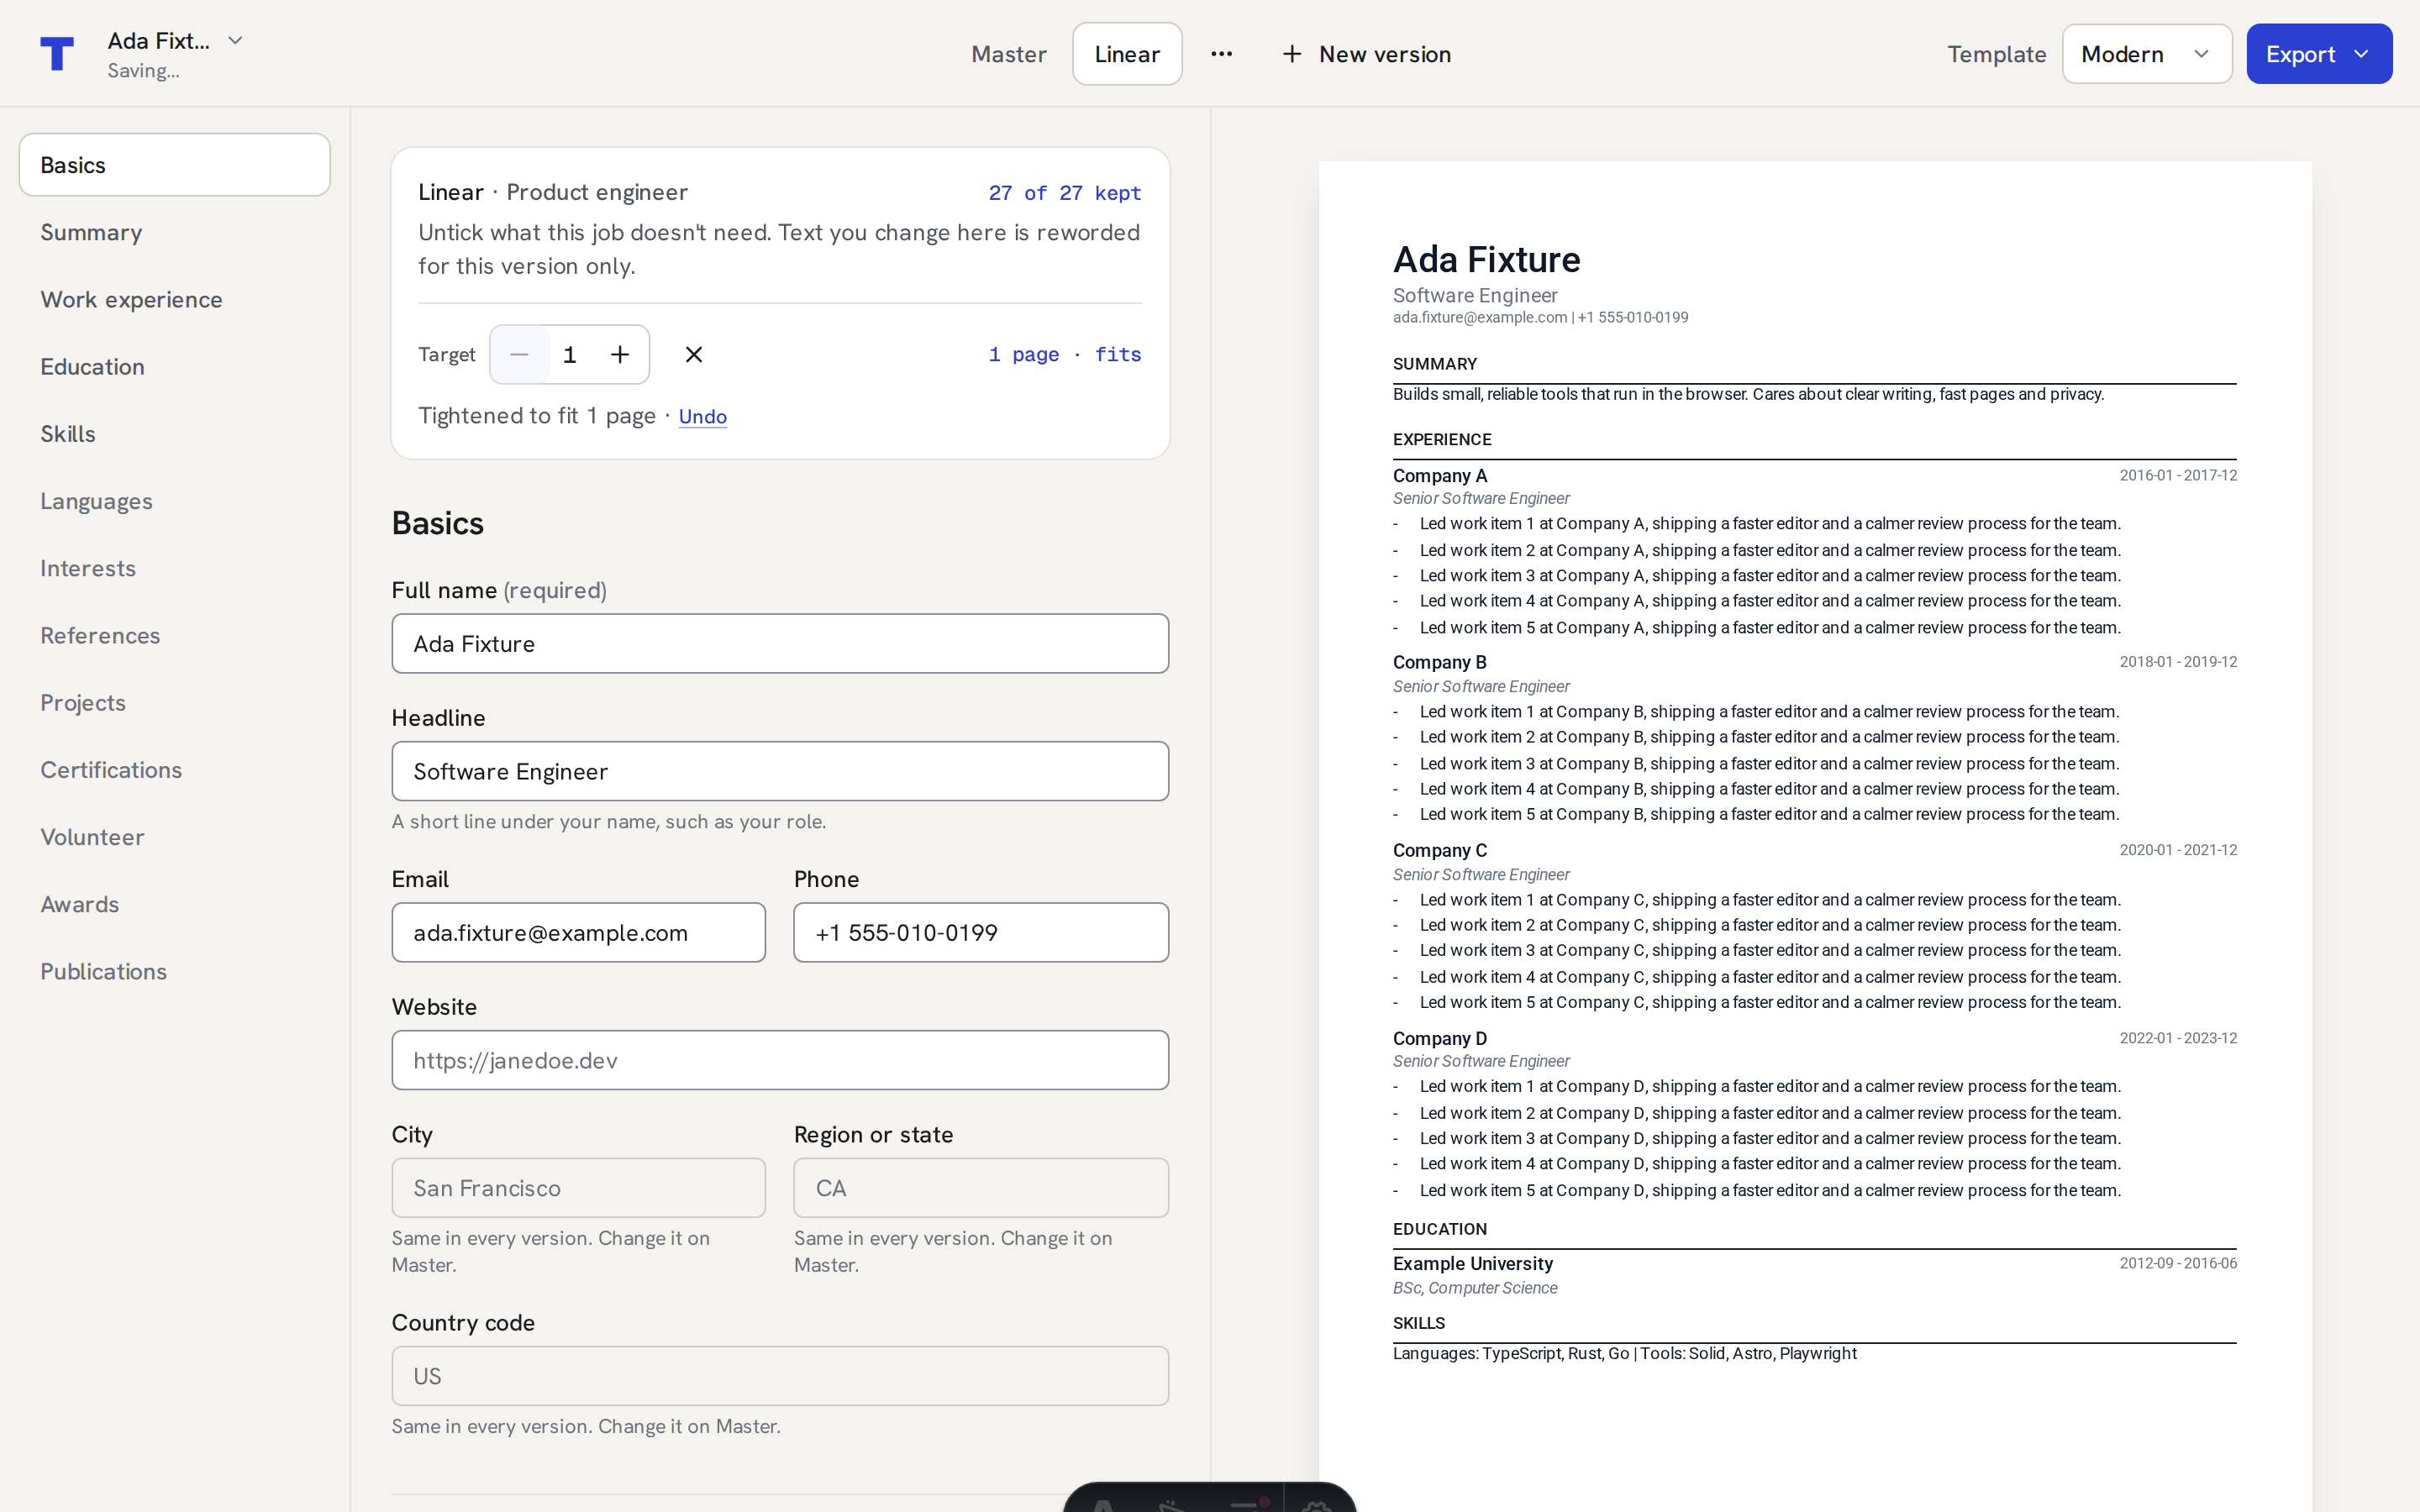 T
Ada Fixt...
Saving...
Master
Linear
New version
Template
Modern
Export
Basics
Summary
Work experience
Education
Skills
Languages
Interests
References
Projects
Certifications
Volunteer
Awards
Publications
Linear · Product engineer
27 of 27 kept
Untick what this job doesn't need. Text you change here is reworded
for this version only.
Target
1
1 page · fits
Tightened to fit 1 page · Undo
Basics
Full name (required)
Ada Fixture
Headline
Software Engineer
A short line under your name, such as your role.
Email
Phone
ada.fixture@example.com
+1 555-010-0199
Website
https://janedoe.dev
City
Region or state
San Francisco
CA
Same in every version. Change it on
Master.
Same in every version. Change it on
Master.
Country code
US
Same in every version. Change it on Master.
Ada Fixture
Software Engineer
ada.fixture@example.com | +1 555-010-0199
SUMMARY
Builds small, reliable tools that run in the browser. Cares about clear writing, fast pages and privacy.
EXPERIENCE
Company A 2016-01 - 2017-12
Senior Software Engineer
- Led work item 1 at Company A, shipping a faster editor and a calmer review process for the team.
- Led work item 2 at Company A, shipping a faster editor and a calmer review process for the team.
- Led work item 3 at Company A, shipping a faster editor and a calmer review process for the team.
- Led work item 4 at Company A, shipping a faster editor and a calmer review process for the team.
- Led work item 5 at Company A, shipping a faster editor and a calmer review process for the team.
Company B 2018-01 - 2019-12
Senior Software Engineer
- Led work item 1 at Company B, shipping a faster editor and a calmer review process for the team.
- Led work item 2 at Company B, shipping a faster editor and a calmer review process for the team.
- Led work item 3 at Company B, shipping a faster editor and a calmer review process for the team.
- Led work item 4 at Company B, shipping a faster editor and a calmer review process for the team.
- Led work item 5 at Company B, shipping a faster editor and a calmer review process for the team.
Company C 2020-01 - 2021-12
Senior Software Engineer
- Led work item 1 at Company C, shipping a faster editor and a calmer review process for the team.
- Led work item 2 at Company C, shipping a faster editor and a calmer review process for the team.
- Led work item 3 at Company C, shipping a faster editor and a calmer review process for the team.
- Led work item 4 at Company C, shipping a faster editor and a calmer review process for the team.
- Led work item 5 at Company C, shipping a faster editor and a calmer review process for the team.
Company D 2022-01 - 2023-12
Senior Software Engineer
- Led work item 1 at Company D, shipping a faster editor and a calmer review process for the team.
- Led work item 2 at Company D, shipping a faster editor and a calmer review process for the team.
- Led work item 3 at Company D, shipping a faster editor and a calmer review process for the team.
- Led work item 4 at Company D, shipping a faster editor and a calmer review process for the team.
- Led work item 5 at Company D, shipping a faster editor and a calmer review process for the team.
EDUCATION
Example University 2012-09 - 2016-06
BSc, Computer Science
SKILLS
Languages: TypeScript, Rust, Go | Tools: Solid, Astro, Playwright